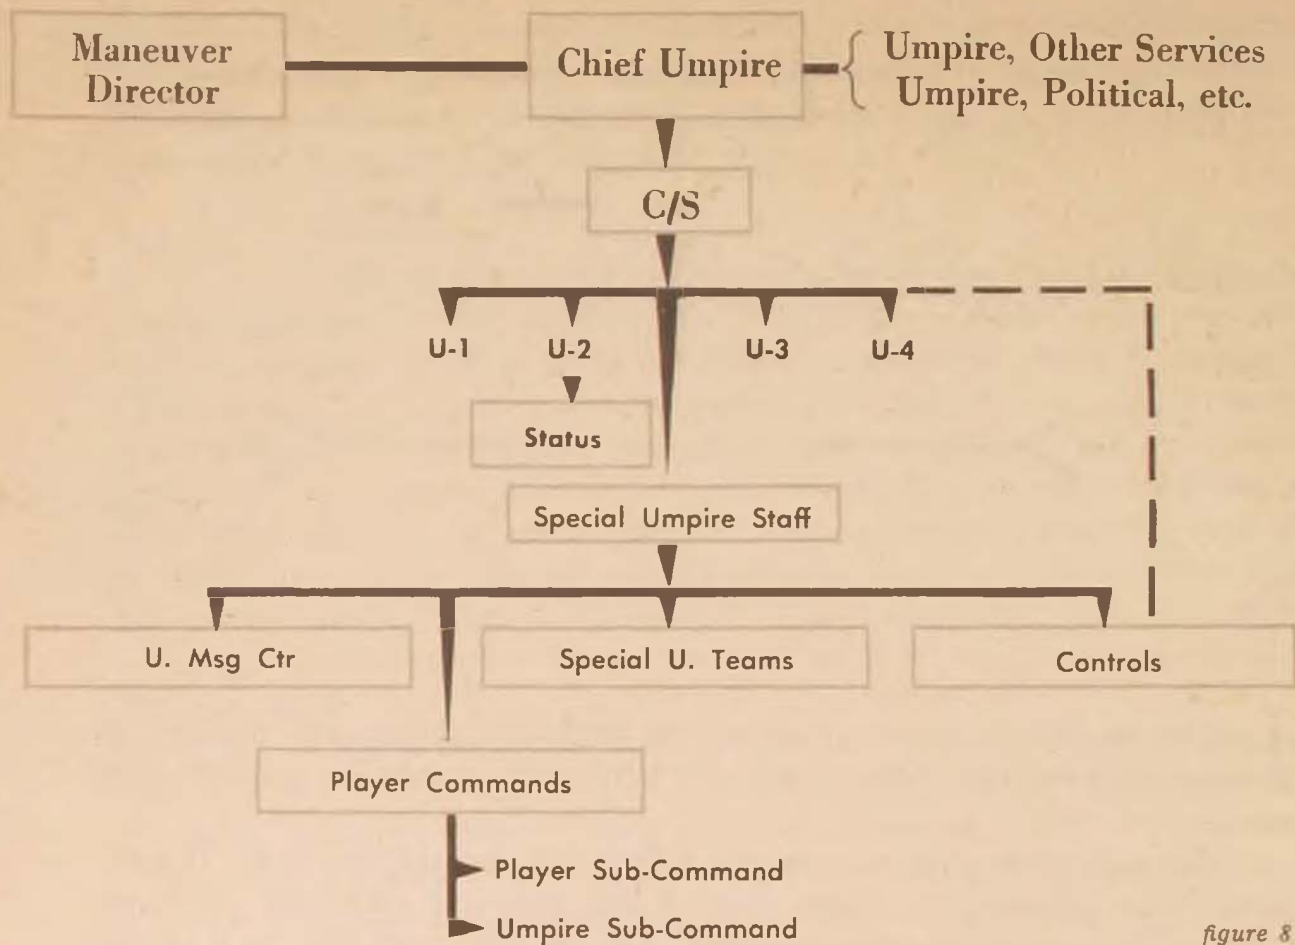 Maneuver
Director
Chief Umpire
Umpire, Other Services
Umpire, Political, etc.
C/S
U-1
U-2
U-3
U-4
Status
Special Umpire Staff
U. Msg Ctr
Special U. Teams
Controls
Player Commands
Player Sub-Command
Umpire Sub-Command
figure 8